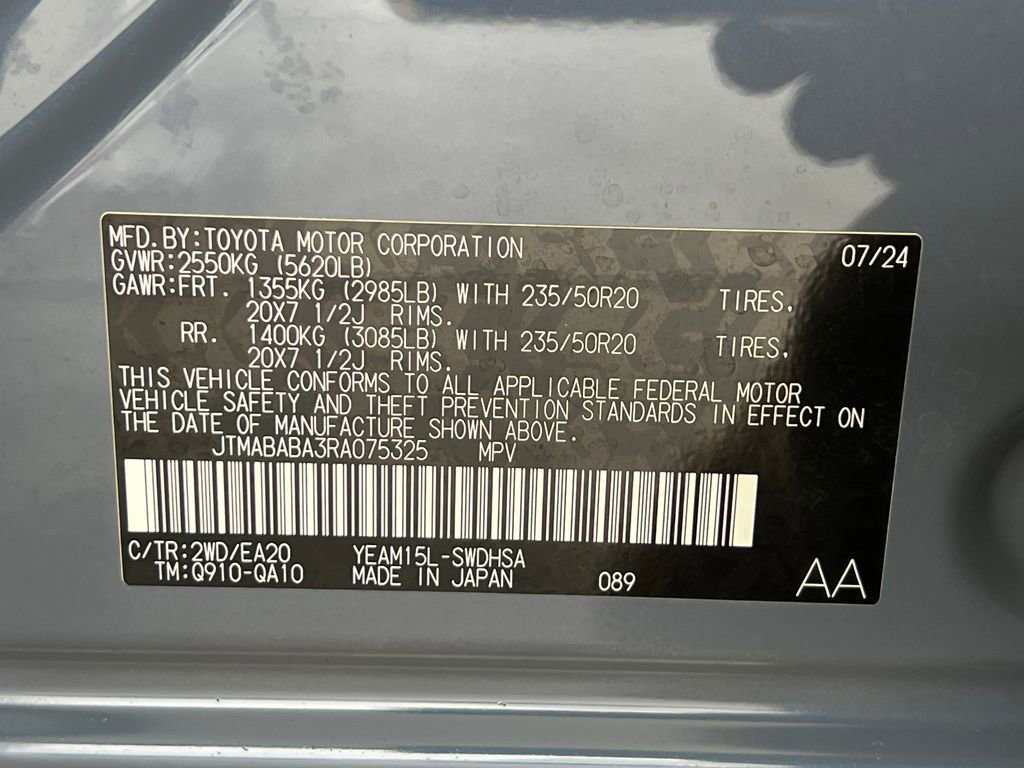 MFD.BY:TOYOTA MOTOR CORPORATION 07/24
GVWR:2550KG (5620LB)
GAWR:FRT. 1355KG (2985LB) WITH 235/50R20 TIRES,
20X7 1/2J RIMS.
RR. 1400KG (3085LB) WITH 235/50R20 TIRES,
20X7 1/2J RIMS.
THIS VEHICLE CONFORMS TO ALL APPLICABLE FEDERAL MOTOR
VEHICLE SAFETY AND THEFT PREVENTION STANDARDS IN EFFECT ON
THE DATE OF MANUFACTURE SHOWN ABOVE.
JTMABABA3RA075325 MPV
C/TR:2WD/EA20 YEAM15L-SWDHSA
TM:Q910-QA10 MADE IN JAPAN 089 AA